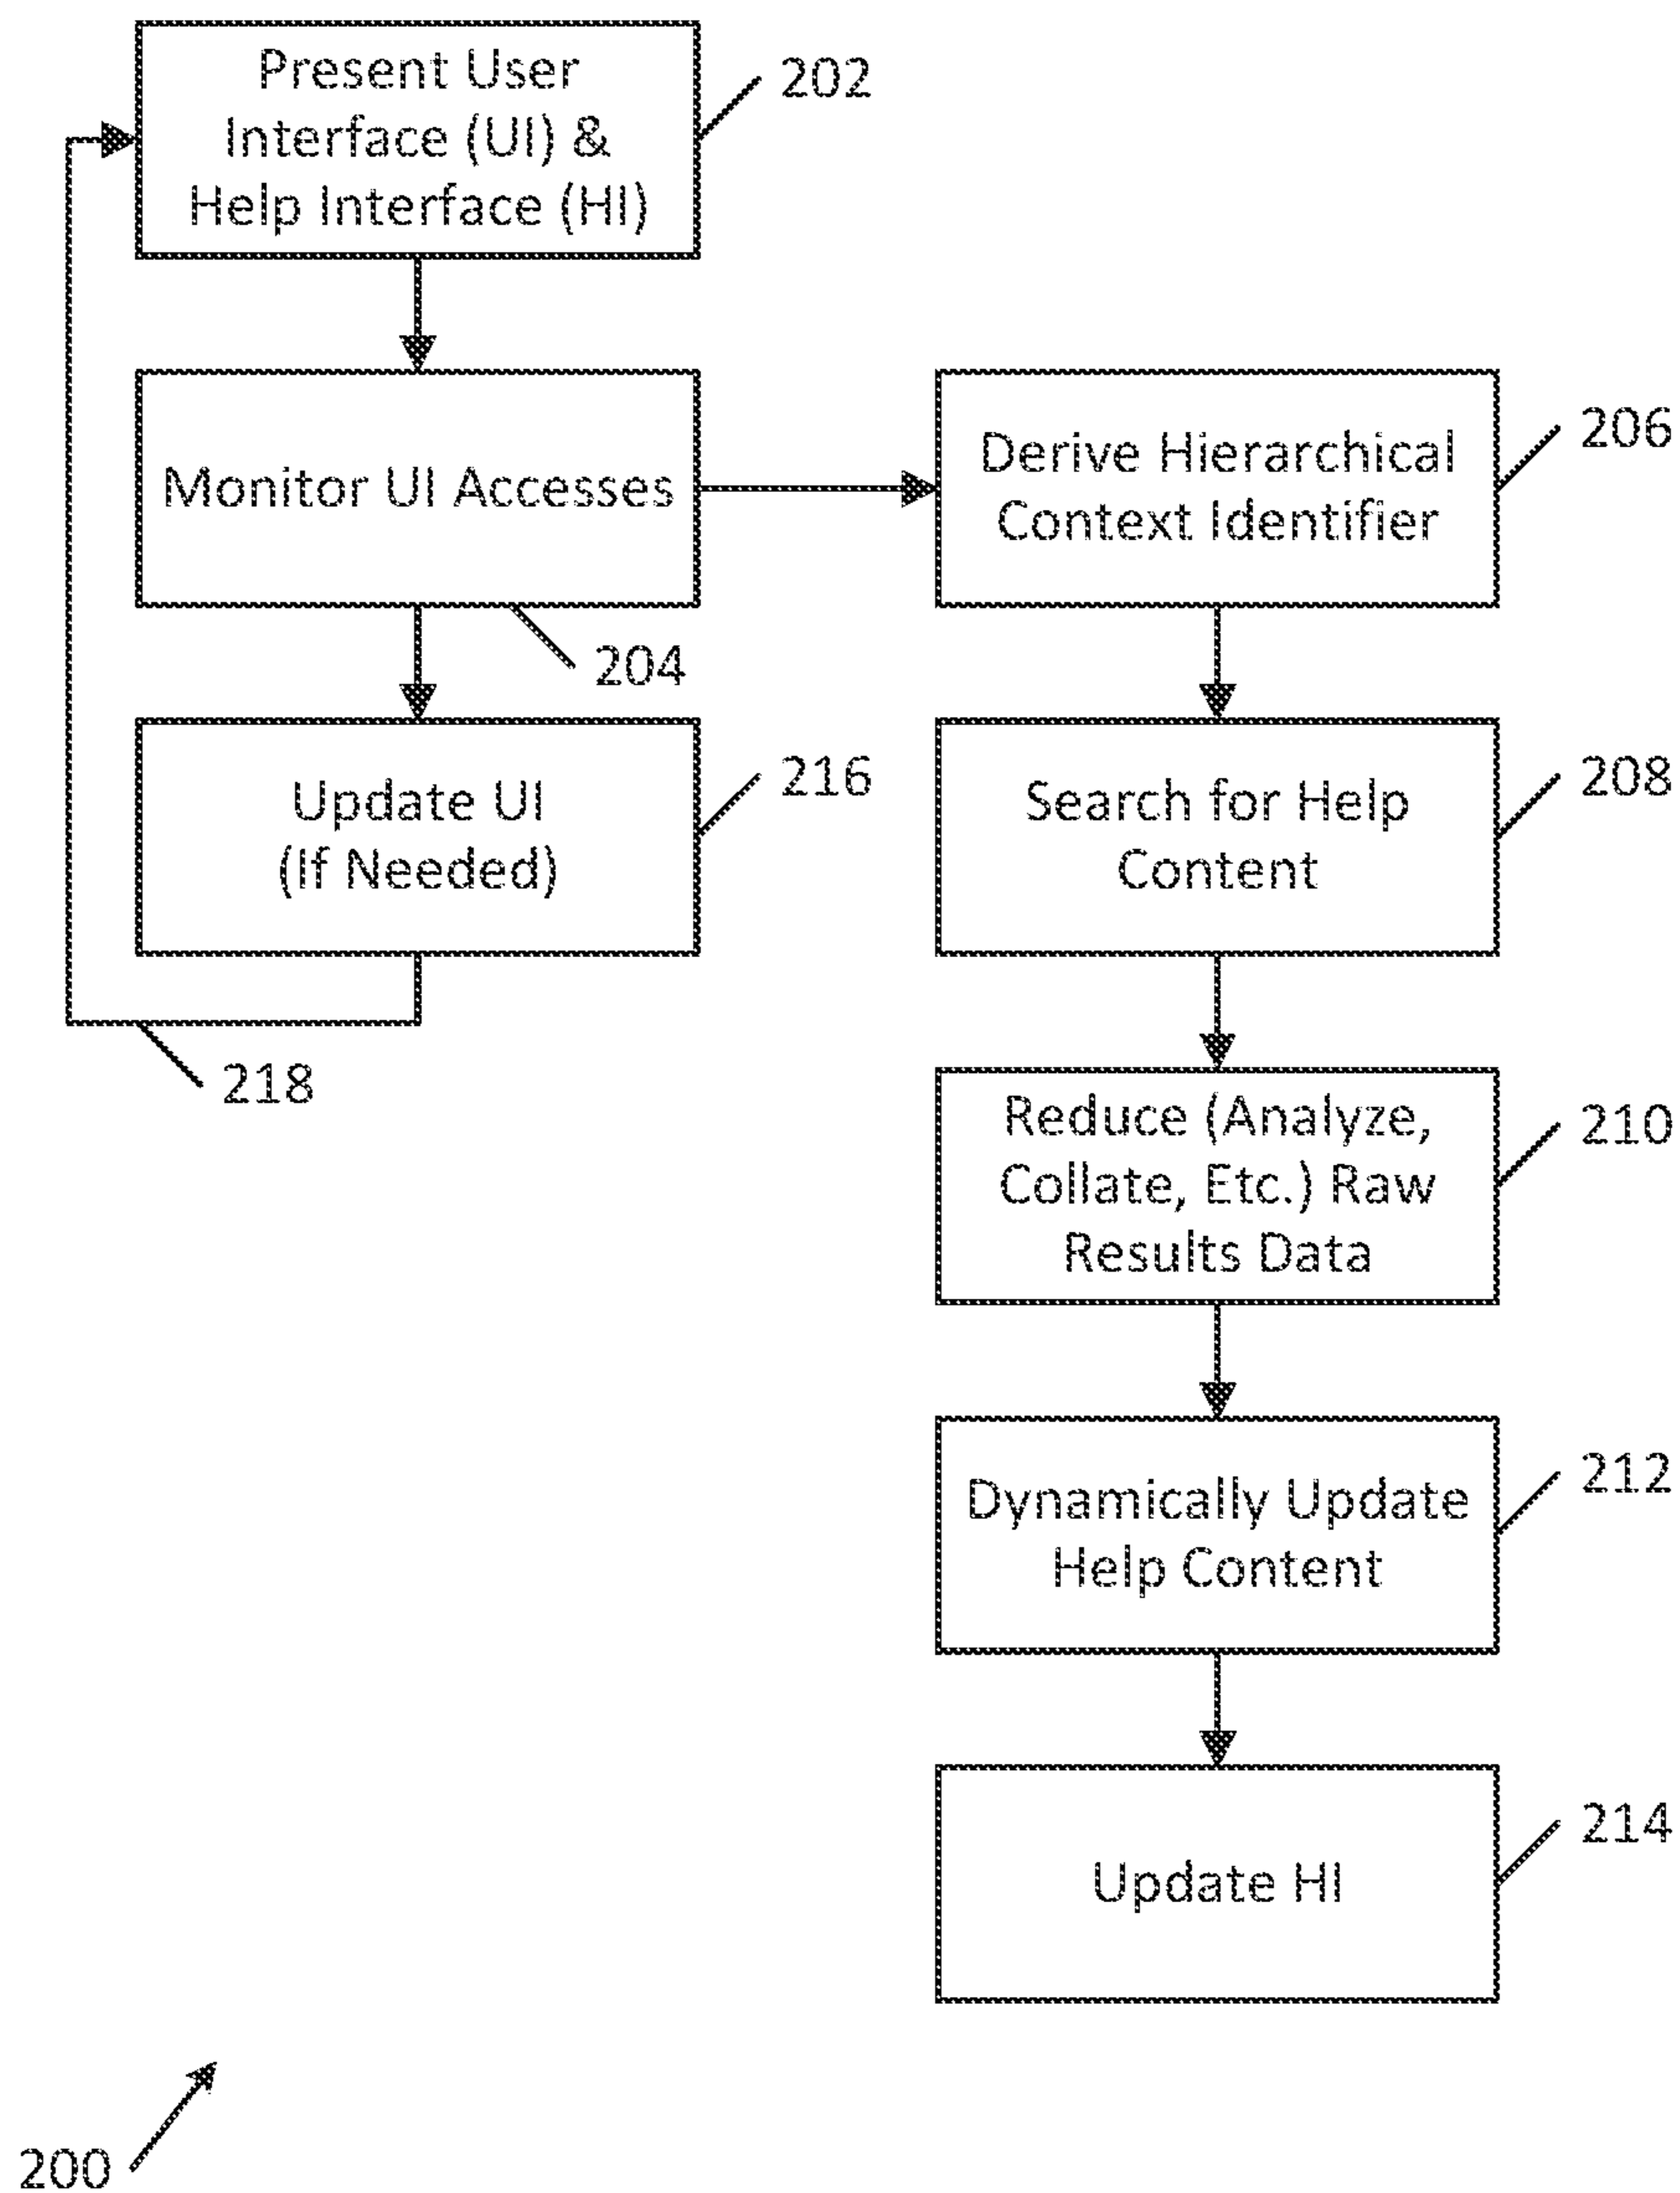 Present User
Interface (UI) &
Help Interface (HI)
202
Monitor UI Accesses
204
Derive Hierarchical
Context Identifier
206
Update UI
(If Needed)
216
218
Search for Help
Content
208
Reduce (Analyze,
Collate, Etc.) Raw
Results Data
210
Dynamically Update
Help Content
212
Update HI
214
200